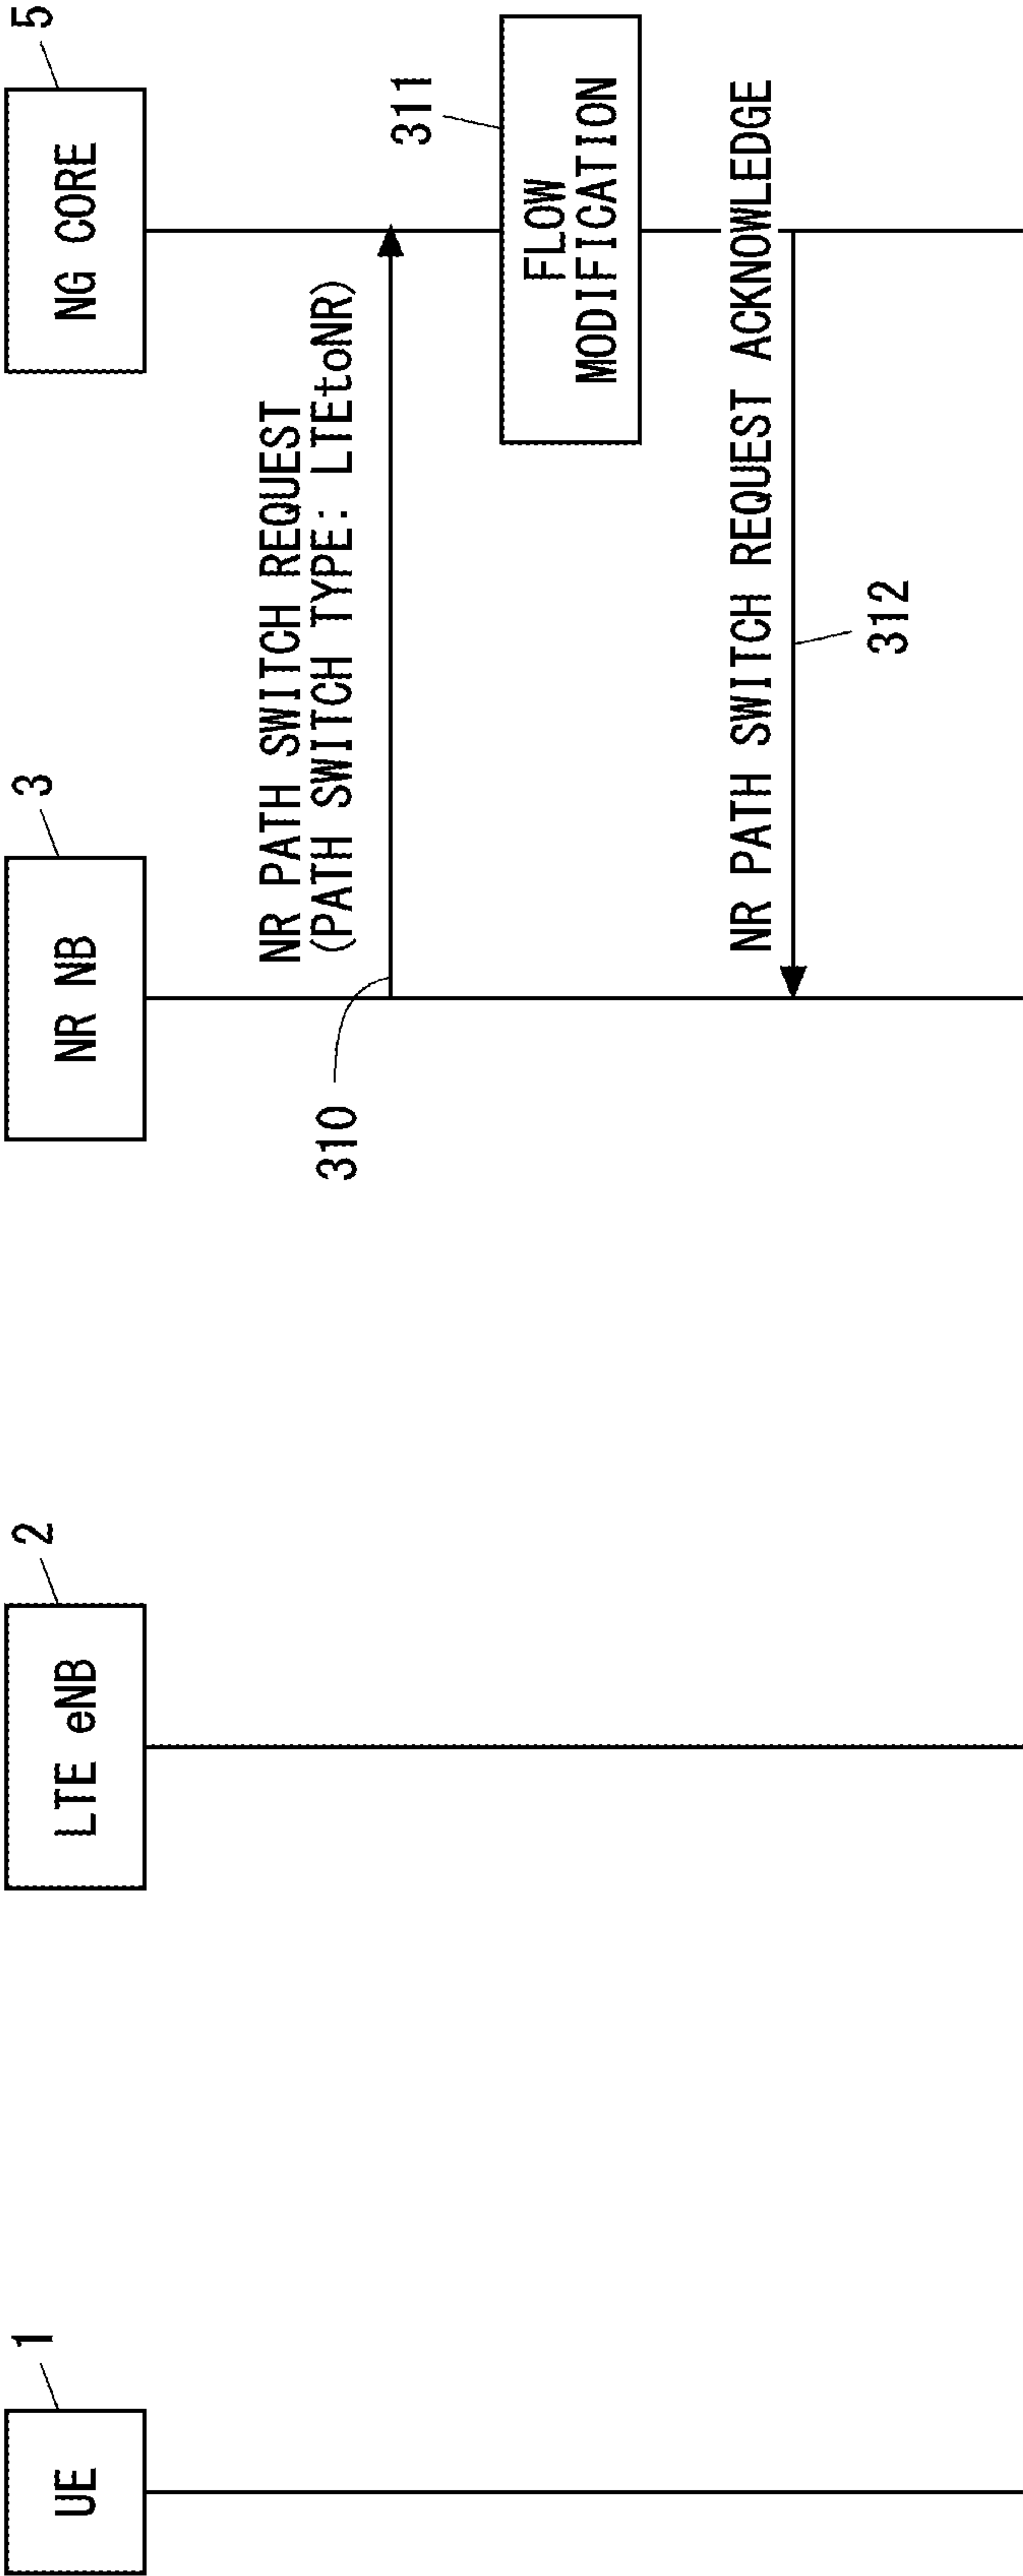 1
UE
2
LTE eNB
3
NR NB
5
NG CORE
310
NR PATH SWITCH REQUEST
(PATH SWITCH TYPE: LTEtoNR)
311
FLOW
MODIFICATION
NR PATH SWITCH REQUEST ACKNOWLEDGE
312